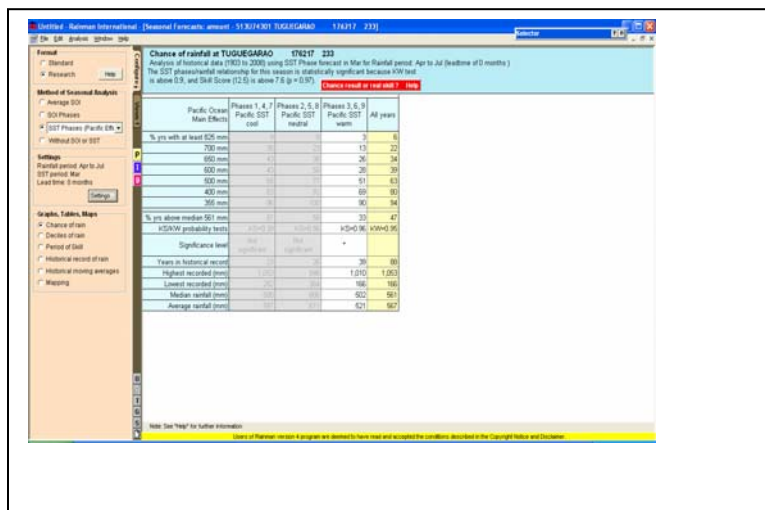 Untitled - Rainman International - [Seasonal Forecasts: amount - 513074301 TUGUEGARAO 176217 233]
Selector
File Edit Analysis Window Help
Format
Standard
Research Help
Method of Seasonal Analysis
Average SOI
SOI Phases
SST Phases (Pacific Effe
Without SOI or SST
Settings
Rainfall period: Apr to Jul
SST period: Mar
Lead time: 0 months
Settings
Graphs, Tables, Maps
Chance of rain
Deciles of rain
Period of Skill
Historical record of rain
Historical moving averages
Mapping
Configure
Chance of rainfall at TUGUEGARAO 176217 233
Analysis of historical data (1903 to 2006) using SST Phase forecast in Mar for Rainfall period: Apr to Jul (leadtime of 0 months )
The SST phases/rainfall relationship for this season is statistically significant because KW test
is above 0.9, and Skill Score (12.5) is above 7.6 (p = 0.97).
Chance result or real skill ? Help
Pacific Ocean Main Effects Phases 1, 4, 7 Pacific SST cool Phases 2, 5, 8 Pacific SST neutral Phases 3, 6, 9 Pacific SST warm All years
% yrs with at least 825 mm 3 6
700 mm 13 22
650 mm 26 34
600 mm 28 39
500 mm 51 63
400 mm 69 80
355 mm 90 94
% yrs above median 561 mm 33 47
KS/KW probability tests KS=0.96 KW=0.95
Significance level Not significant Not significant *
Years in historical record 39 88
Highest recorded (mm) 1,010 1,053
Lowest recorded (mm) 166 166
Median rainfall (mm) 502 561
Average rainfall (mm) 521 567
Note: See "Help" for further information
Users of Rainman version 4 program are deemed to have read and accepted the conditions described in the Copyright Notice and Disclaimer.